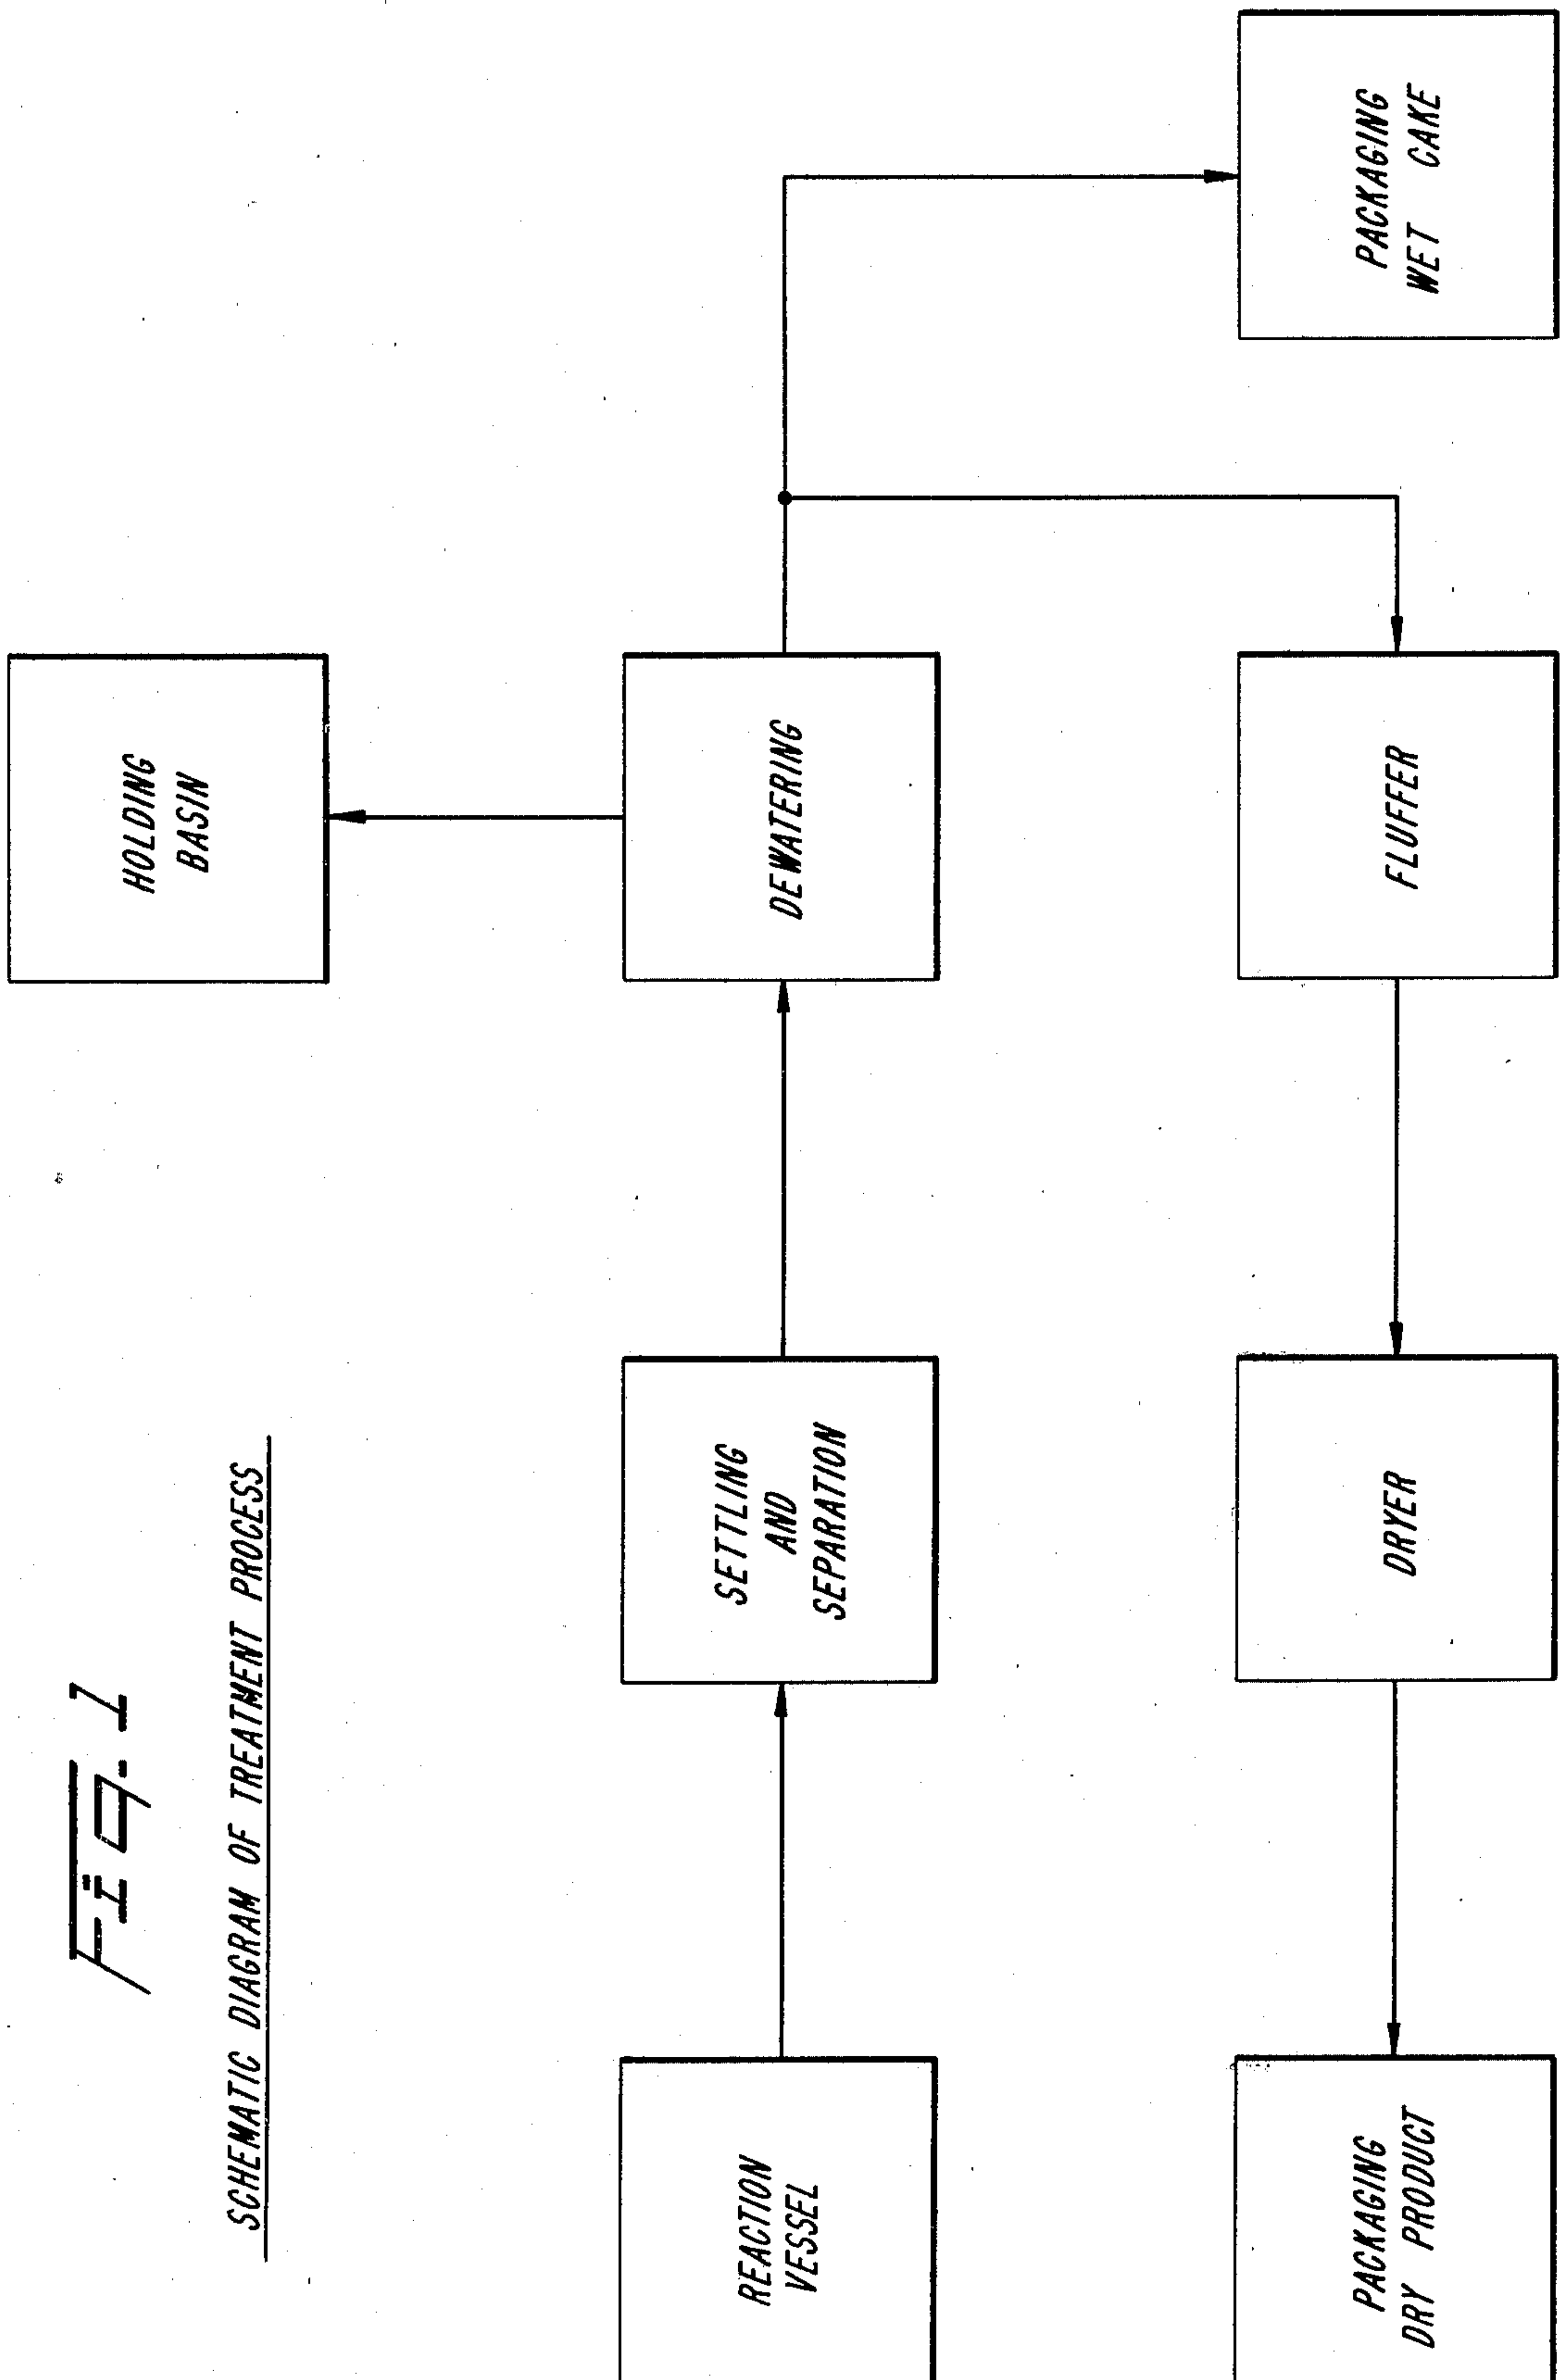 Fig. 1
SCHEMATIC DIAGRAM OF TREATMENT PROCESS
HOLDING
BASIN
REACTION
VESSEL
SETTLING
AND
SEPARATION
DEWATERING
PACKAGING
DRY PRODUCT
DRYER
FLUFFER
PACKAGING
WET CAKE